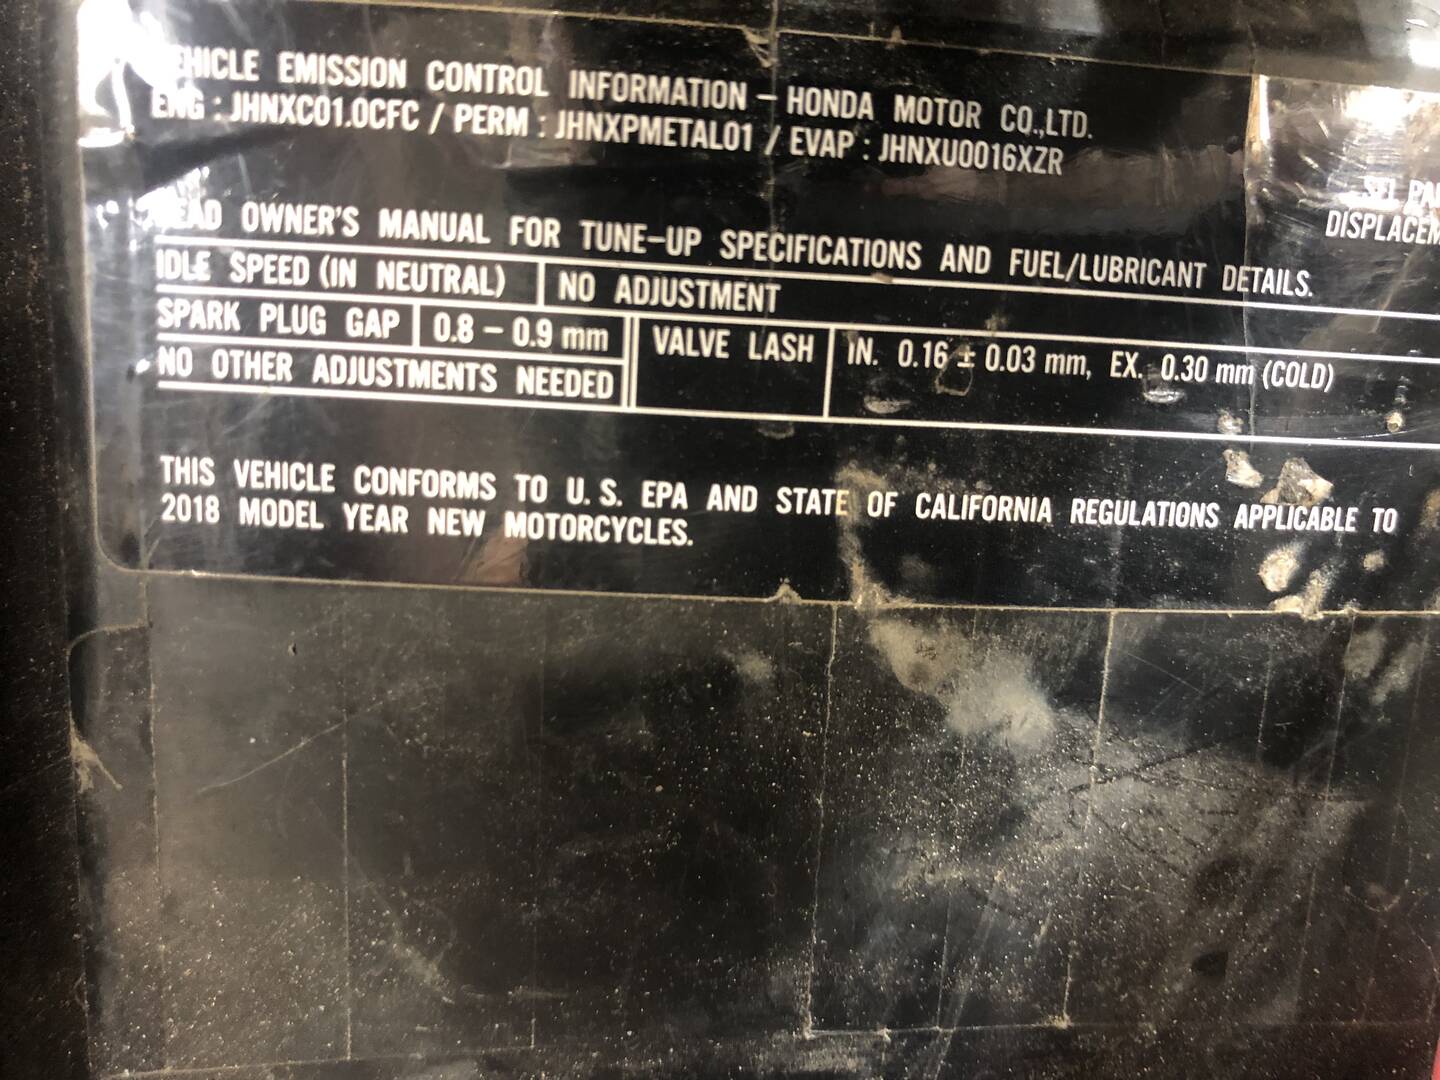 VEHICLE EMISSION CONTROL INFORMATION – HONDA MOTOR CO.,LTD.
ENG : JHNXC01.0CFC / PERM : JHNXPMETAL01 / EVAP : JHNXU0016XZR
READ OWNER'S MANUAL FOR TUNE–UP SPECIFICATIONS AND FUEL/LUBRICANT DETAILS.
IDLE SPEED (IN NEUTRAL) NO ADJUSTMENT
SPARK PLUG GAP 0.8 – 0.9 mm
NO OTHER ADJUSTMENTS NEEDED
VALVE LASH IN. 0.16 ± 0.03 mm, EX. 0.30 mm (COLD)
THIS VEHICLE CONFORMS TO U. S. EPA AND STATE OF CALIFORNIA REGULATIONS APPLICABLE TO
2018 MODEL YEAR NEW MOTORCYCLES.
DISPLACEM